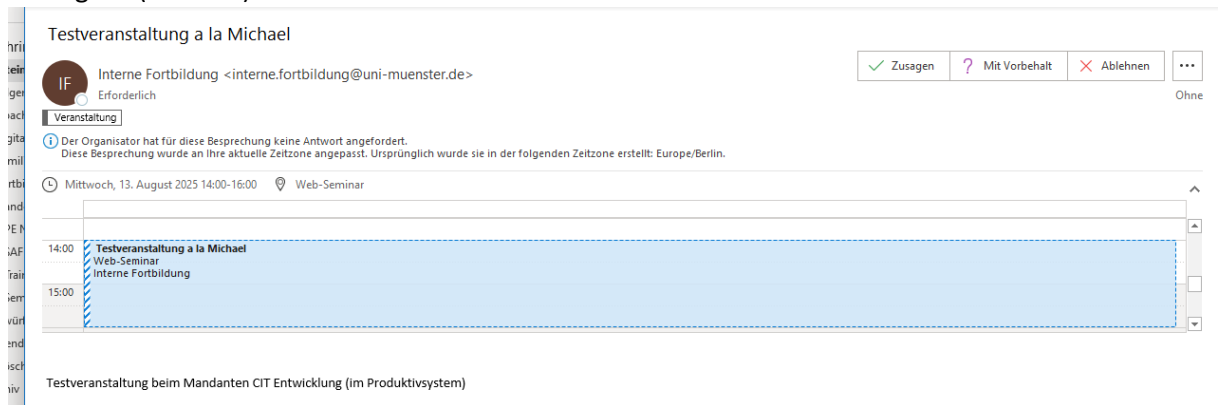 Testveranstaltung a la Michael
IF
Interne Fortbildung <interne.fortbildung@uni-muenster.de>
Erforderlich
Zusagen
? Mit Vorbehalt
Ablehnen
...
Ohne
Veranstaltung
Der Organisator hat für diese Besprechung keine Antwort angefordert.
Diese Besprechung wurde an Ihre aktuelle Zeitzone angepasst. Ursprünglich wurde sie in der folgenden Zeitzone erstellt: Europe/Berlin.
Mittwoch, 13. August 2025 14:00-16:00 Web-Seminar
14:00 Testveranstaltung a la Michael
Web-Seminar
Interne Fortbildung
15:00
Testveranstaltung beim Mandanten CIT Entwicklung (im Produktivsystem)